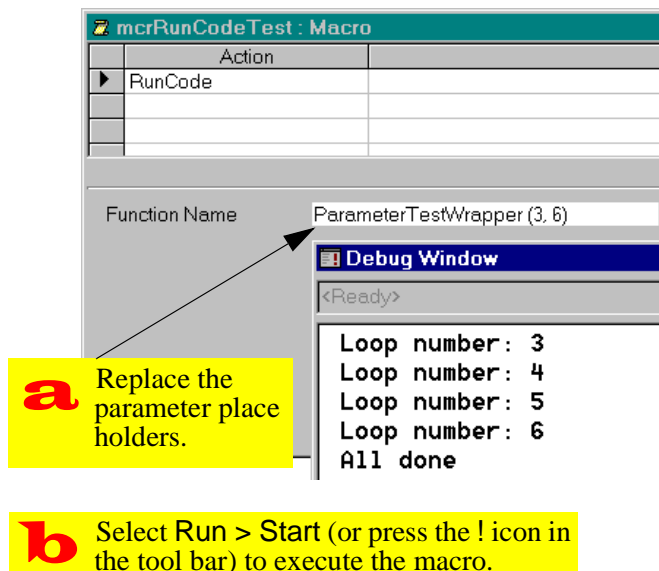 mcrRunCodeTest : Macro
Action
RunCode
Function Name ParameterTestWrapper (3, 6)
Debug Window
<Ready>
Loop number: 3
Loop number: 4
Loop number: 5
Loop number: 6
All done
a Replace the
parameter place
holders.
b Select Run > Start (or press the ! icon in
the tool bar) to execute the macro.